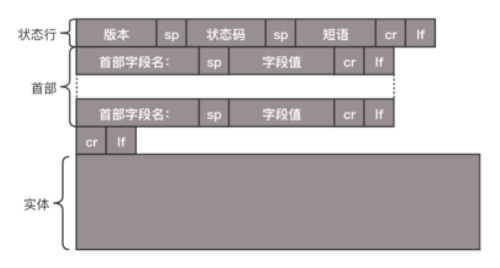 状态行 版本 sp 状态码 sp 短语 cr lf
首部字段名： sp 字段值 cr lf
首部
首部字段名： sp 字段值 cr lf
cr lf
实体